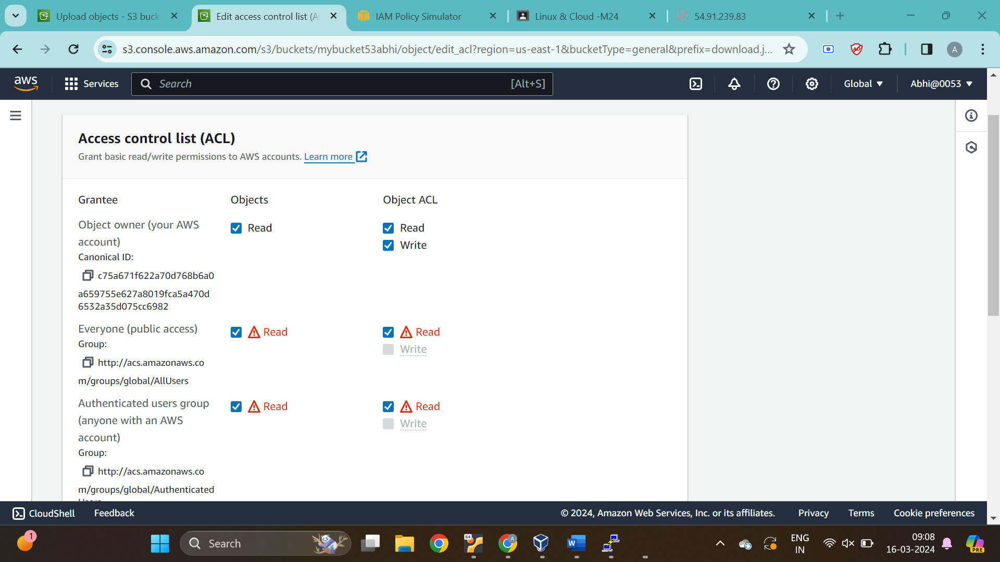 Upload objects - S3 buck
Edit access control list (A
IAM Policy Simulator
Linux & Cloud -M24
54.91.239.83
s3.console.aws.amazon.com/s3/buckets/mybucket53abhi/object/edit_acl?region=us-east-1&bucketType=general&prefix=download.j...
A
aws
Services
Search
[Alt+S]
Global
Abhi@0053
Access control list (ACL)
Grant basic read/write permissions to AWS accounts. Learn more
Grantee
Objects
Object ACL
Object owner (your AWS
account)
Canonical ID:
c75a671f622a70d768b6a0
a659755e627a8019fca5a470d
6532a35d075cc6982
Read
Read
Write
Everyone (public access)
Group:
http://acs.amazonaws.co
m/groups/global/AllUsers
Read
Read
Write
Authenticated users group
(anyone with an AWS
account)
Group:
http://acs.amazonaws.co
m/groups/global/Authenticated
Read
Read
Write
CloudShell
Feedback
© 2024, Amazon Web Services, Inc. or its affiliates.
Privacy
Terms
Cookie preferences
1
Search
64
A
W
ENG
IN
09:08
16-03-2024
PRE